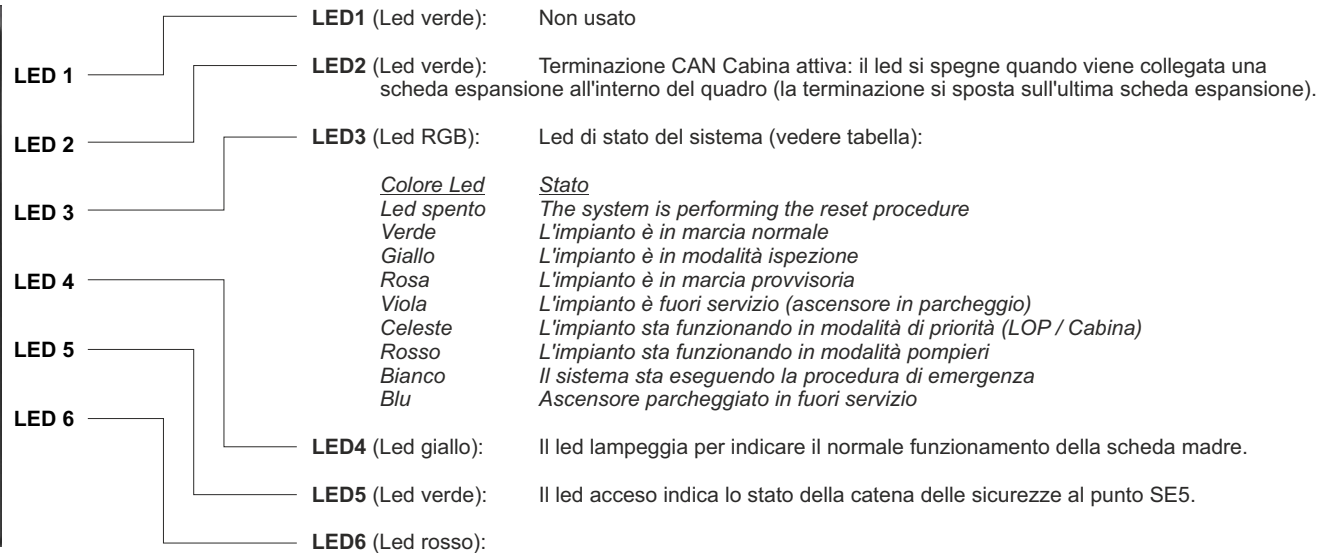 LED 1
LED 2
LED 3
LED 4
LED 5
LED 6
LED1 (Led verde): Non usato
LED2 (Led verde): Terminazione CAN Cabina attiva: il led si spegne quando viene collegata una
scheda espansione all'interno del quadro (la terminazione si sposta sull'ultima scheda espansione).
LED3 (Led RGB): Led di stato del sistema (vedere tabella):
Colore Led Stato
Led spento The system is performing the reset procedure
Verde L'impianto è in marcia normale
Giallo L'impianto è in modalità ispezione
Rosa L'impianto è in marcia provvisoria
Viola L'impianto è fuori servizio (ascensore in parcheggio)
Celeste L'impianto sta funzionando in modalità di priorità (LOP / Cabina)
Rosso L'impianto sta funzionando in modalità pompieri
Bianco Il sistema sta eseguendo la procedura di emergenza
Blu Ascensore parcheggiato in fuori servizio
LED4 (Led giallo): Il led lampeggia per indicare il normale funzionamento della scheda madre.
LED5 (Led verde): Il led acceso indica lo stato della catena delle sicurezze al punto SE5.
LED6 (Led rosso):